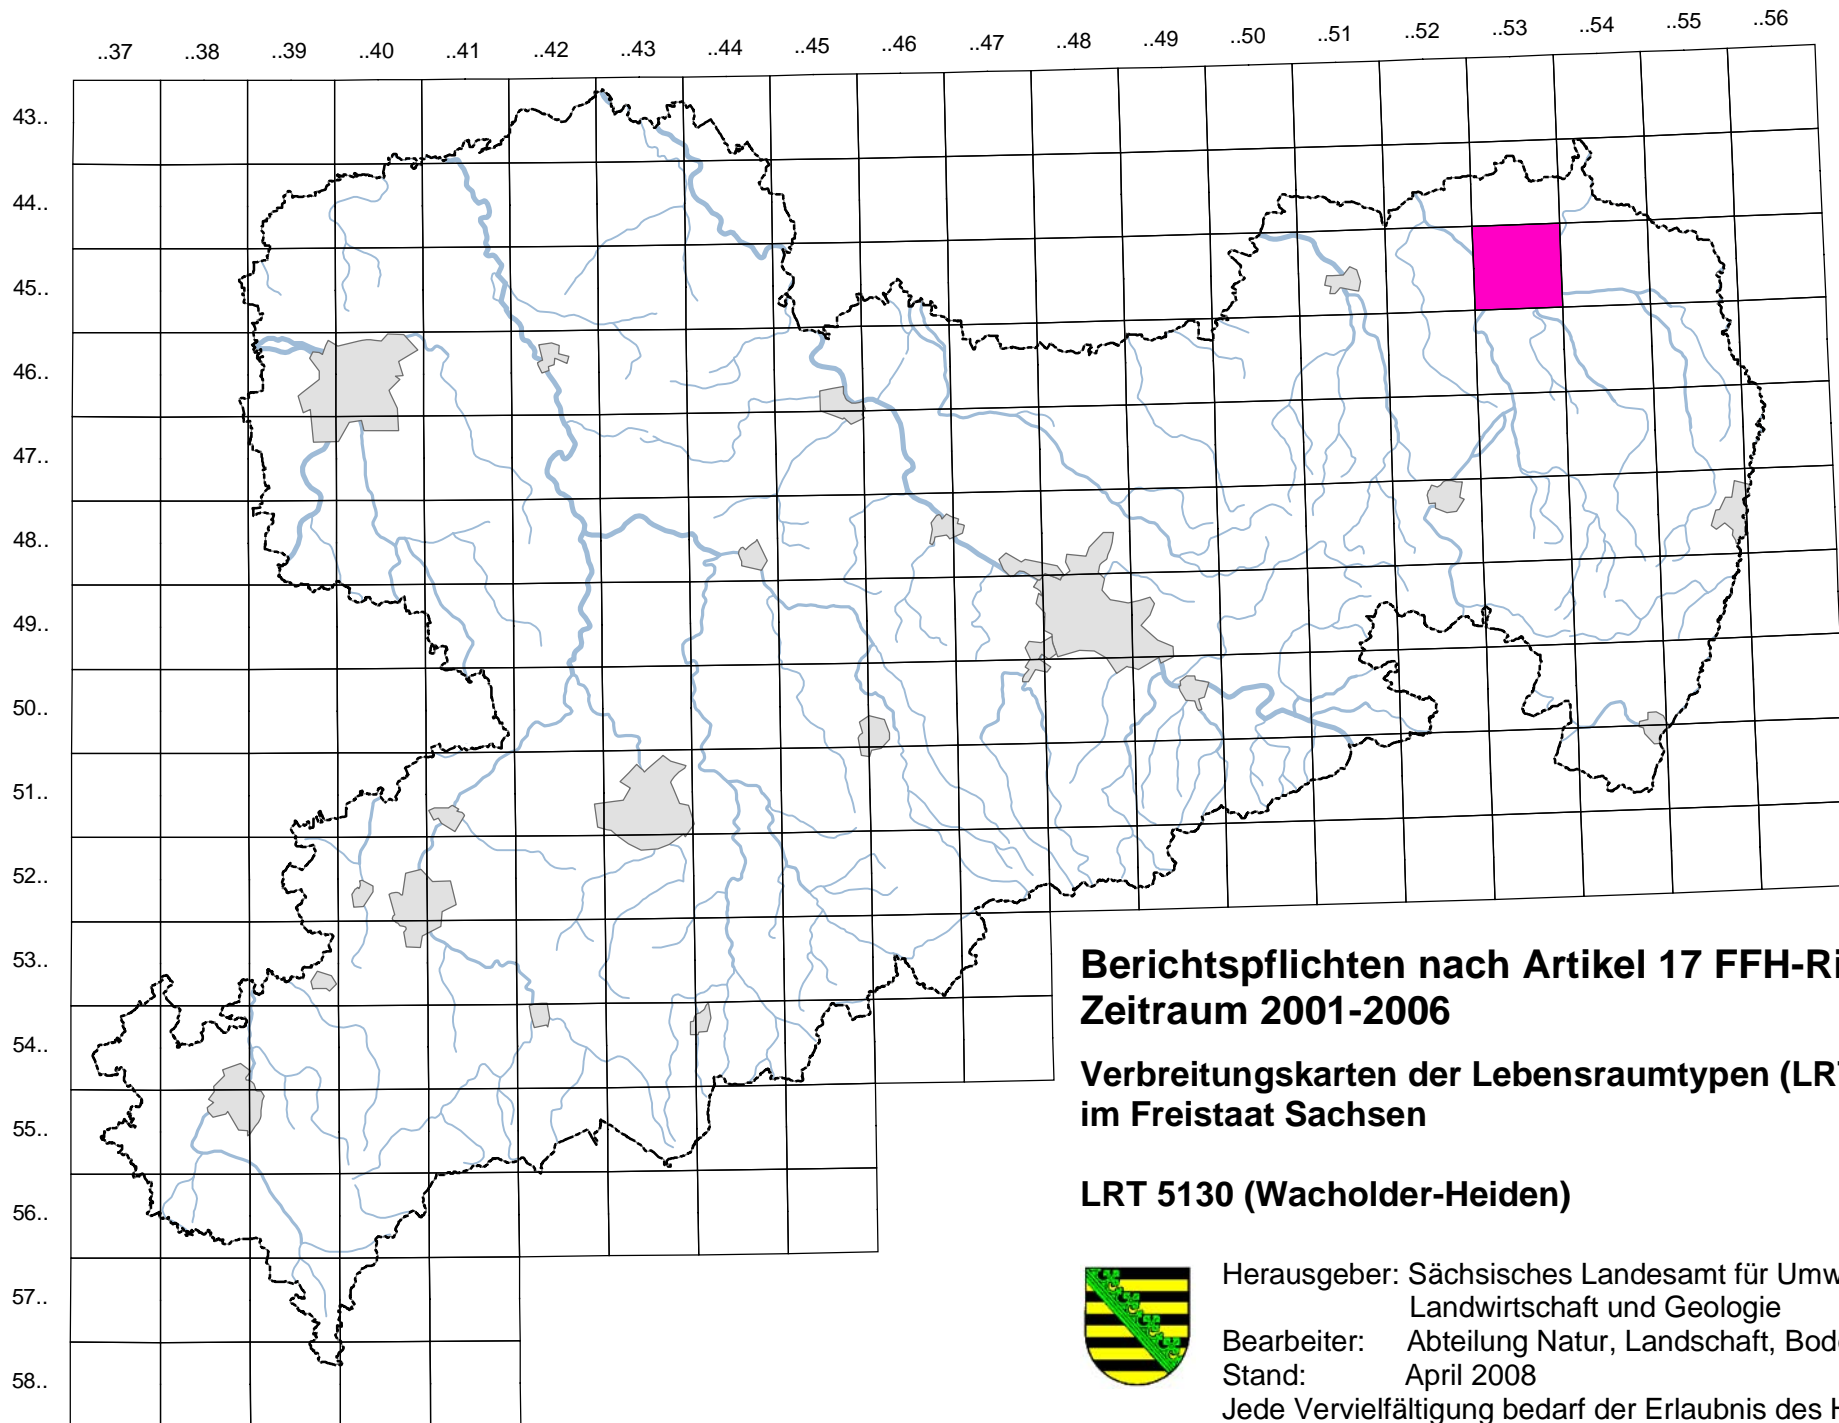 ..37 ..38 ..39 ..40 ..41 ..42 ..43 ..44 ..45 ..46 ..47 ..48 ..49 ..50 ..51 ..52 ..53 ..54 ..55 ..56
43..
44..
45..
46..
47..
48..
49..
50..
51..
52..
53..
54..
55..
56..
57..
58..
Berichtspflichten nach Artikel 17 FFH-Ri
Zeitraum 2001-2006
Verbreitungskarten der Lebensraumtypen (LRT
im Freistaat Sachsen
LRT 5130 (Wacholder-Heiden)
Herausgeber: Sächsisches Landesamt für Umw
Landwirtschaft und Geologie
Bearbeiter: Abteilung Natur, Landschaft, Bod
Stand: April 2008
Jede Vervielfältigung bedarf der Erlaubnis des H